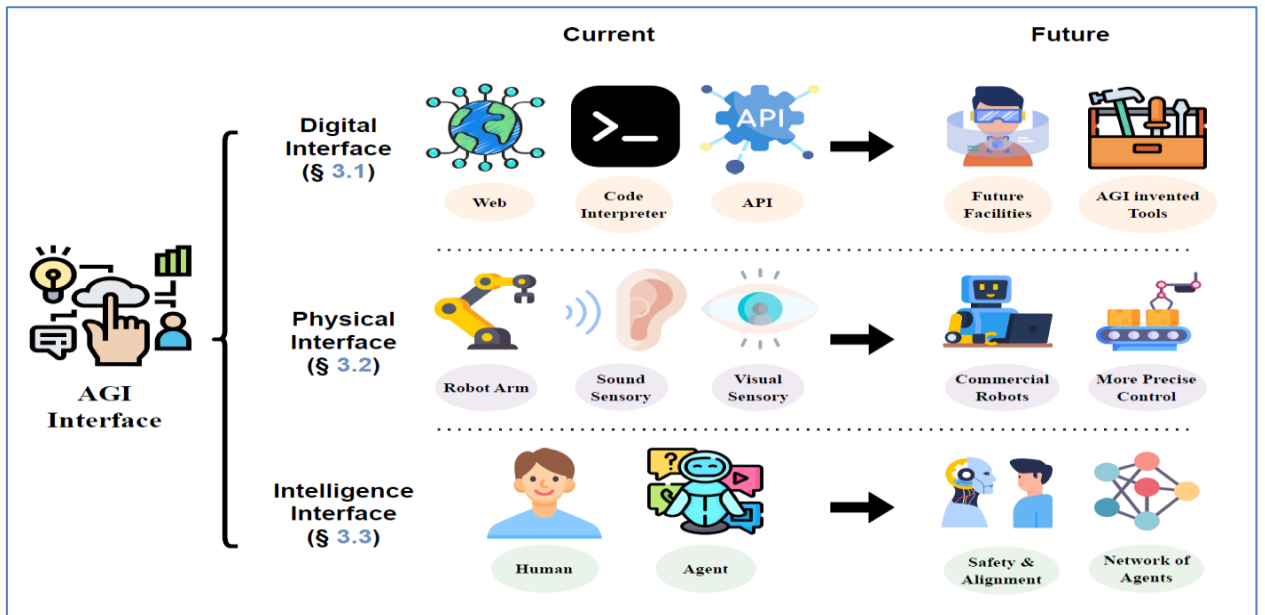 Current
Future
Digital
Interface
(§ 3.1)
API
Web
Code
Interpreter
API
Future
Facilities
AGI invented
Tools
AGI
Interface
Physical
Interface
(§ 3.2)
Robot Arm
Sound
Sensory
Visual
Sensory
Commercial
Robots
More Precise
Control
Intelligence
Interface
(§ 3.3)
Human
Agent
Safety &
Alignment
Network of
Agents